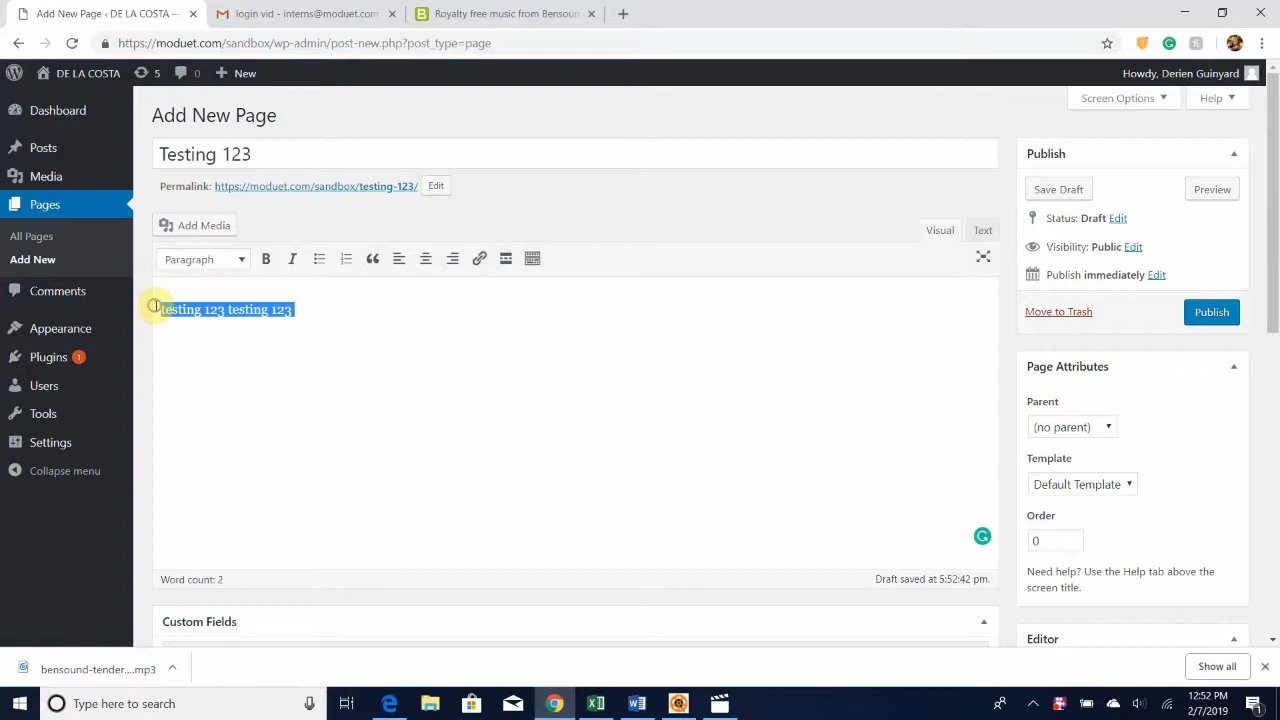 Add New Page ‹ DE LA COSTA —
login vid - interns@moduet.com
Royalty free music from Bensoun
https://moduet.com/sandbox/wp-admin/post-new.php?post_type=page
DE LA COSTA 5 0 New
Howdy, Derien Guinyard
Screen Options Help
Dashboard
Posts
Media
Pages
All Pages
Add New
Comments
Appearance
Plugins 1
Users
Tools
Settings
Collapse menu
Add New Page
Testing 123
Permalink: https://moduet.com/sandbox/testing-123/ Edit
Add Media
Visual Text
Paragraph B I
testing 123 testing 123
Word count: 2
Draft saved at 5:52:42 pm.
Custom Fields
Publish
Save Draft Preview
Status: Draft Edit
Visibility: Public Edit
Publish immediately Edit
Move to Trash Publish
Page Attributes
Parent
(no parent)
Template
Default Template
Order
0
Need help? Use the Help tab above the
screen title.
Editor
bensound-tender....mp3
Show all
Type here to search
12:52 PM
2/7/2019